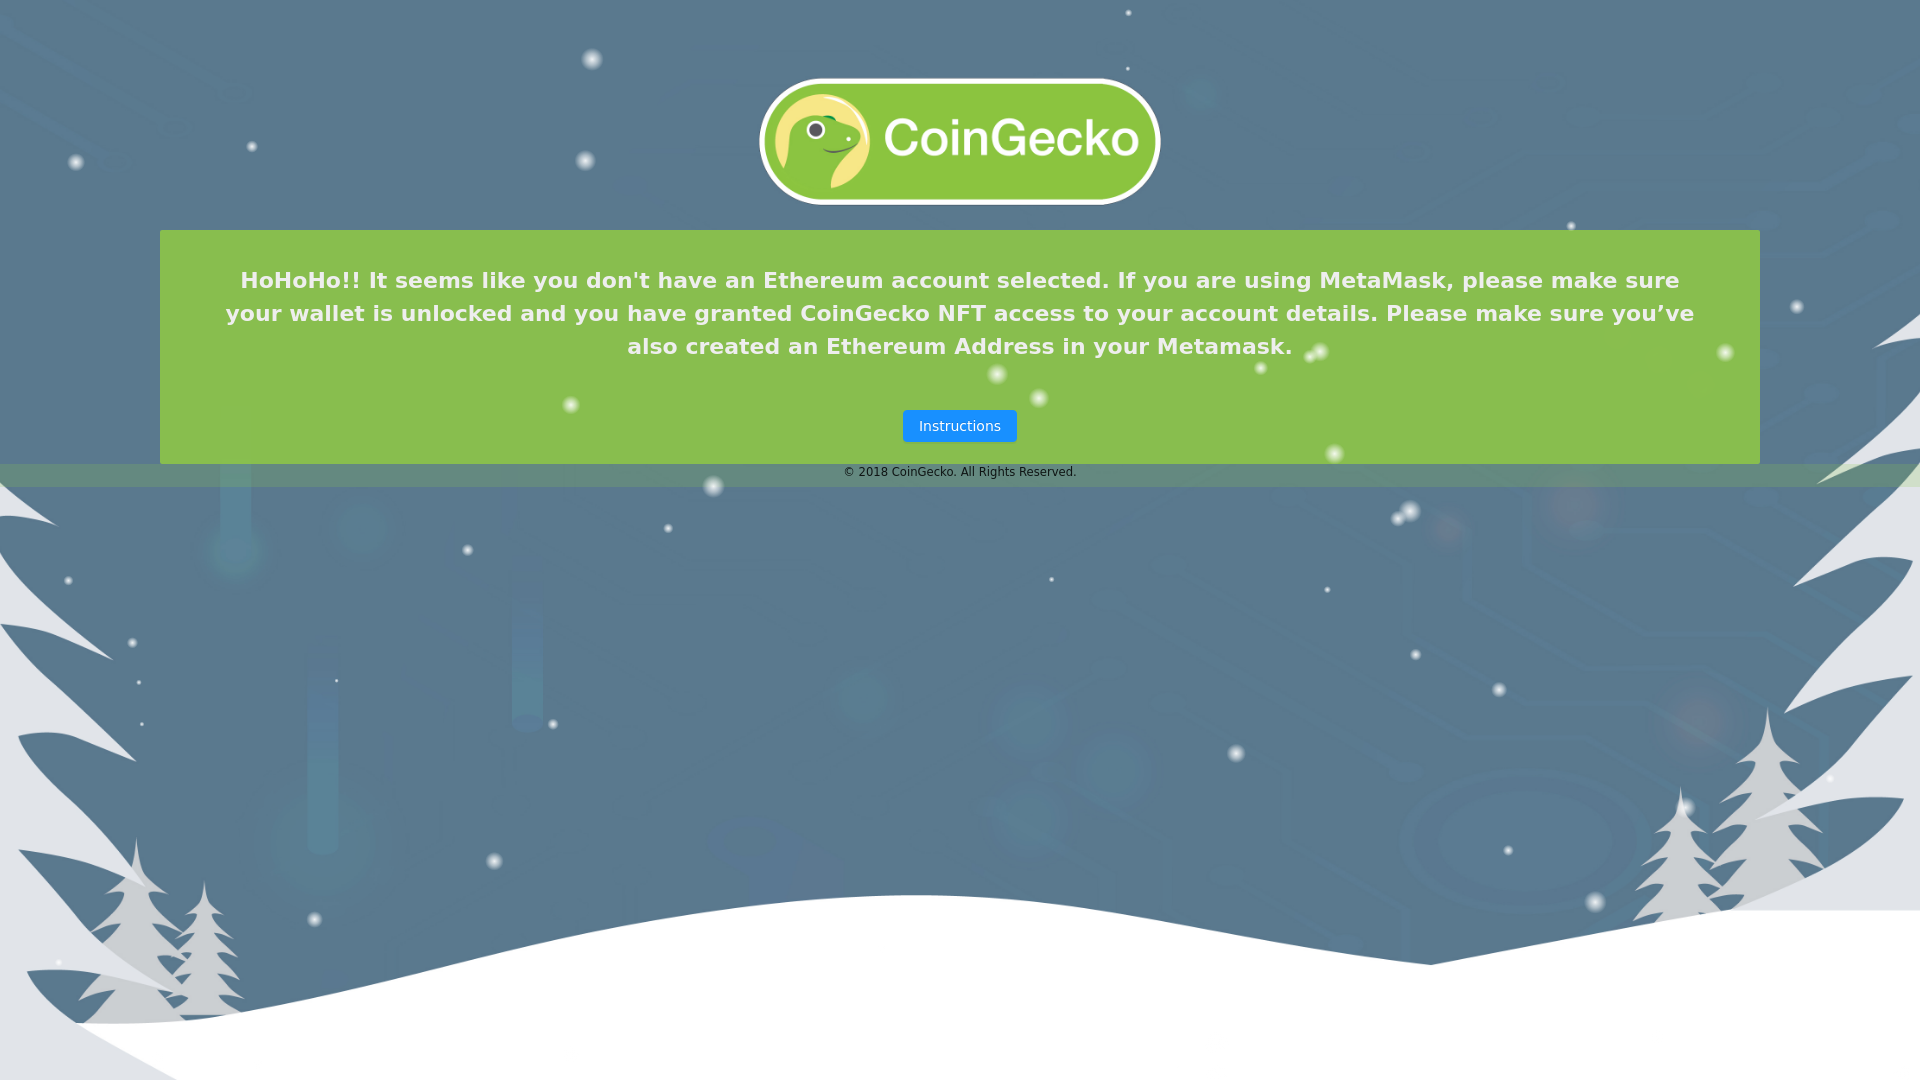 CoinGecko
HoHoHo!! It seems like you don't have an Ethereum account selected. If you are using MetaMask, please make sure
your wallet is unlocked and you have granted CoinGecko NFT access to your account details. Please make sure you’ve
also created an Ethereum Address in your Metamask.
Instructions
© 2018 CoinGecko. All Rights Reserved.